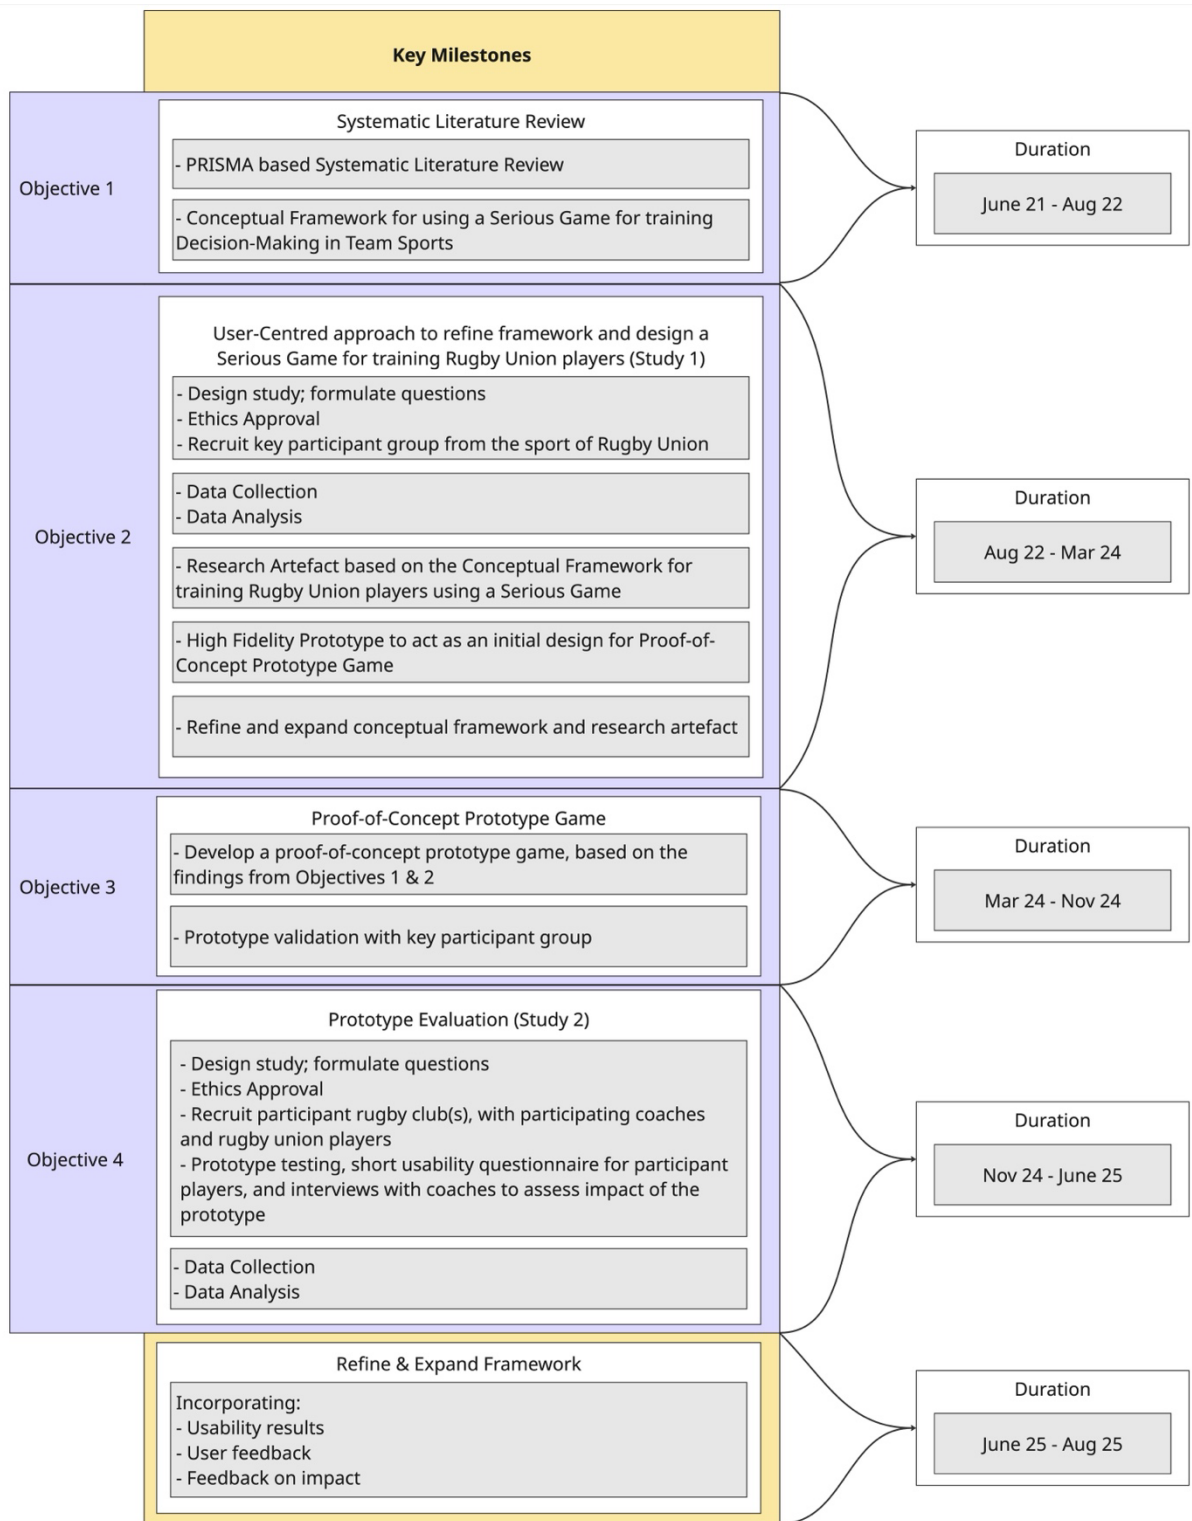 Key Milestones
Objective 1
Systematic Literature Review
- PRISMA based Systematic Literature Review
- Conceptual Framework for using a Serious Game for training
Decision-Making in Team Sports
Duration
June 21 - Aug 22
Objective 2
User-Centred approach to refine framework and design a
Serious Game for training Rugby Union players (Study 1)
- Design study; formulate questions
- Ethics Approval
- Recruit key participant group from the sport of Rugby Union
- Data Collection
- Data Analysis
- Research Artefact based on the Conceptual Framework for
training Rugby Union players using a Serious Game
- High Fidelity Prototype to act as an initial design for Proof-of-
Concept Prototype Game
- Refine and expand conceptual framework and research artefact
Duration
Aug 22 - Mar 24
Objective 3
Proof-of-Concept Prototype Game
- Develop a proof-of-concept prototype game, based on the
findings from Objectives 1 & 2
- Prototype validation with key participant group
Duration
Mar 24 - Nov 24
Objective 4
Prototype Evaluation (Study 2)
- Design study; formulate questions
- Ethics Approval
- Recruit participant rugby club(s), with participating coaches
and rugby union players
- Prototype testing, short usability questionnaire for participant
players, and interviews with coaches to assess impact of the
prototype
- Data Collection
- Data Analysis
Duration
Nov 24 - June 25
Refine & Expand Framework
Incorporating:
- Usability results
- User feedback
- Feedback on impact
Duration
June 25 - Aug 25